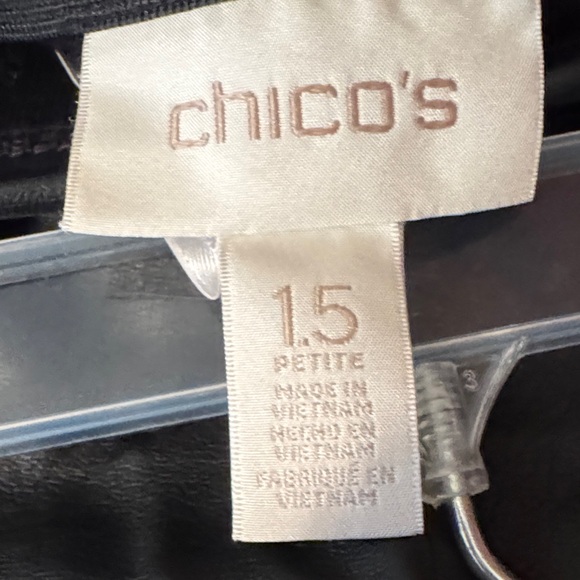 chico's
1.5
PETITE
MADE IN
VIETNAM
HECHO EN
VIETNAM
FABRIQUÉ EN
VIETNAM